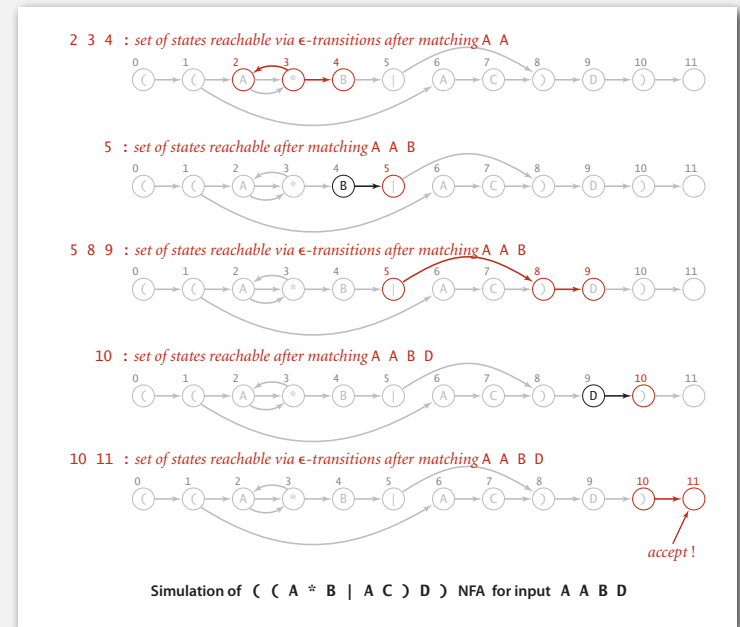 2 3 4 : set of states reachable via ϵ-transitions after matching A A
0 1 2 3 4 5 6 7 8 9 10 11
( ( A * B | A C ) D )
5 : set of states reachable after matching A A B
0 1 2 3 4 5 6 7 8 9 10 11
( ( A * B | A C ) D )
5 8 9 : set of states reachable via ϵ-transitions after matching A A B
0 1 2 3 4 5 6 7 8 9 10 11
( ( A * B | A C ) D )
10 : set of states reachable after matching A A B D
0 1 2 3 4 5 6 7 8 9 10 11
( ( A * B | A C ) D )
10 11 : set of states reachable via ϵ-transitions after matching A A B D
0 1 2 3 4 5 6 7 8 9 10 11
( ( A * B | A C ) D )
accept !
Simulation of ( ( A * B | A C ) D ) NFA for input A A B D